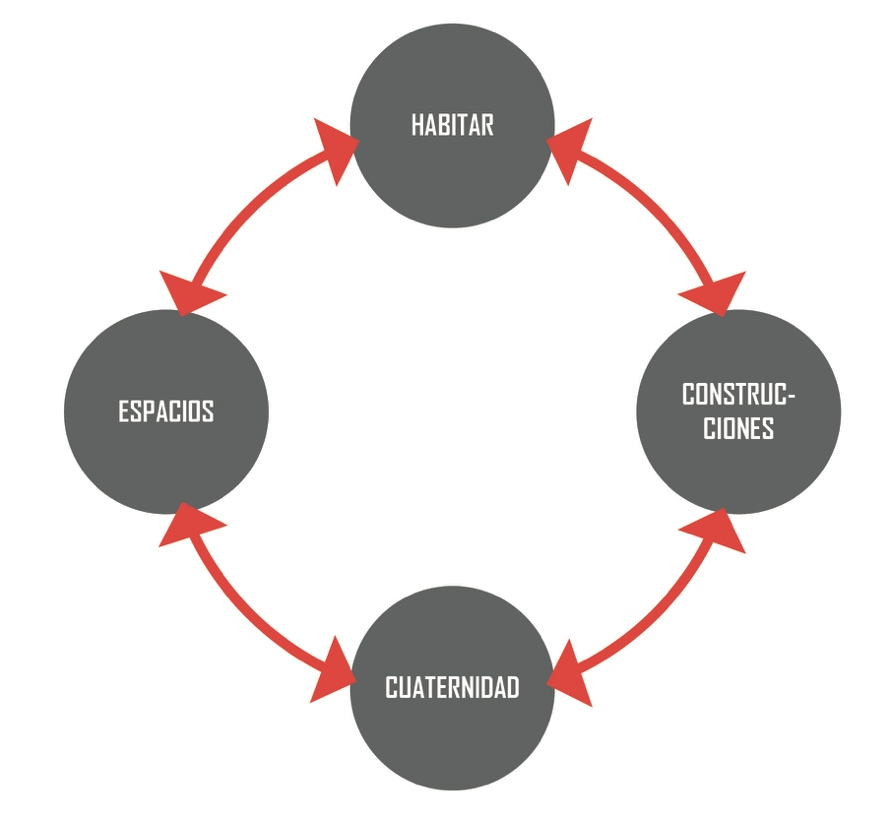 HABITAR
ESPACIOS
CONSTRUC-
CIONES
CUATERNIDAD